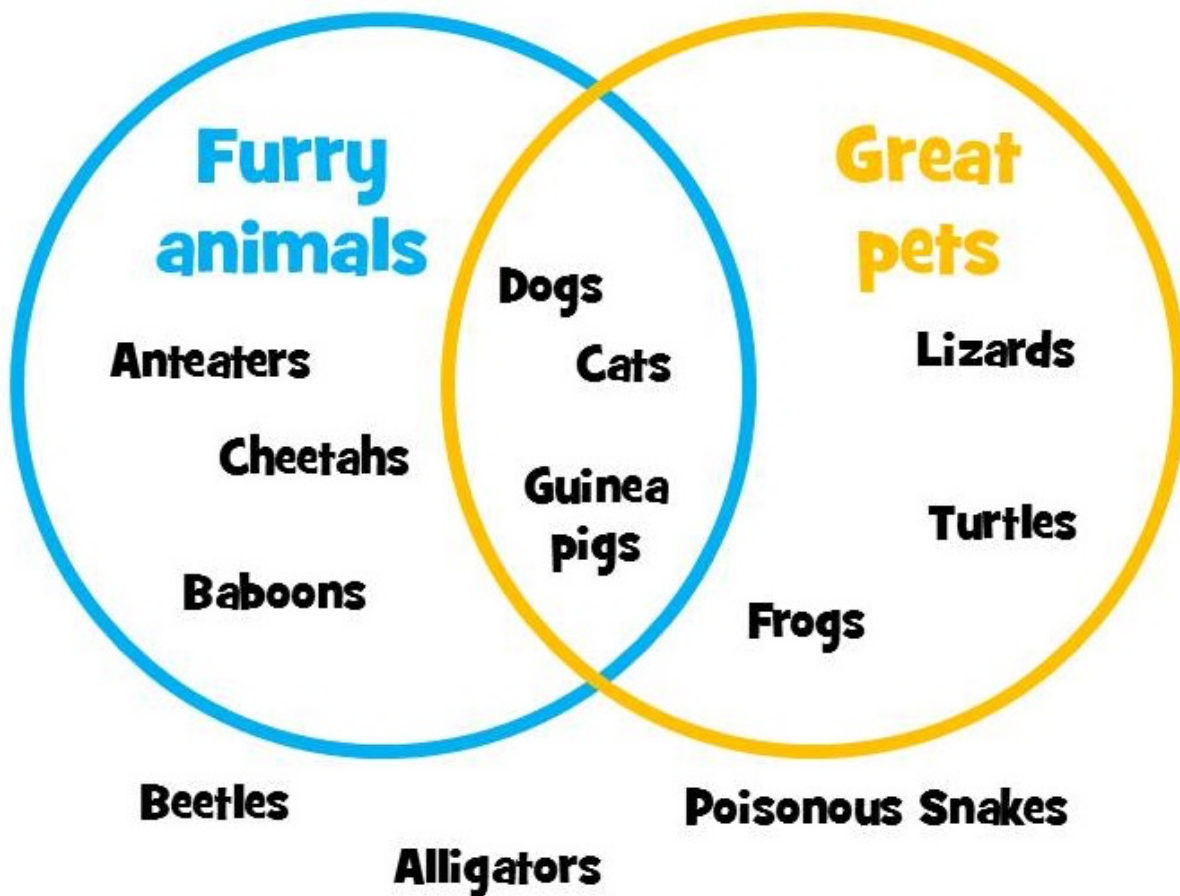 Furry
animals
Great
pets
Dogs
Anteaters
Cats
Lizards
Cheetahs
Guinea
pigs
Turtles
Baboons
Frogs
Beetles
Poisonous Snakes
Alligators